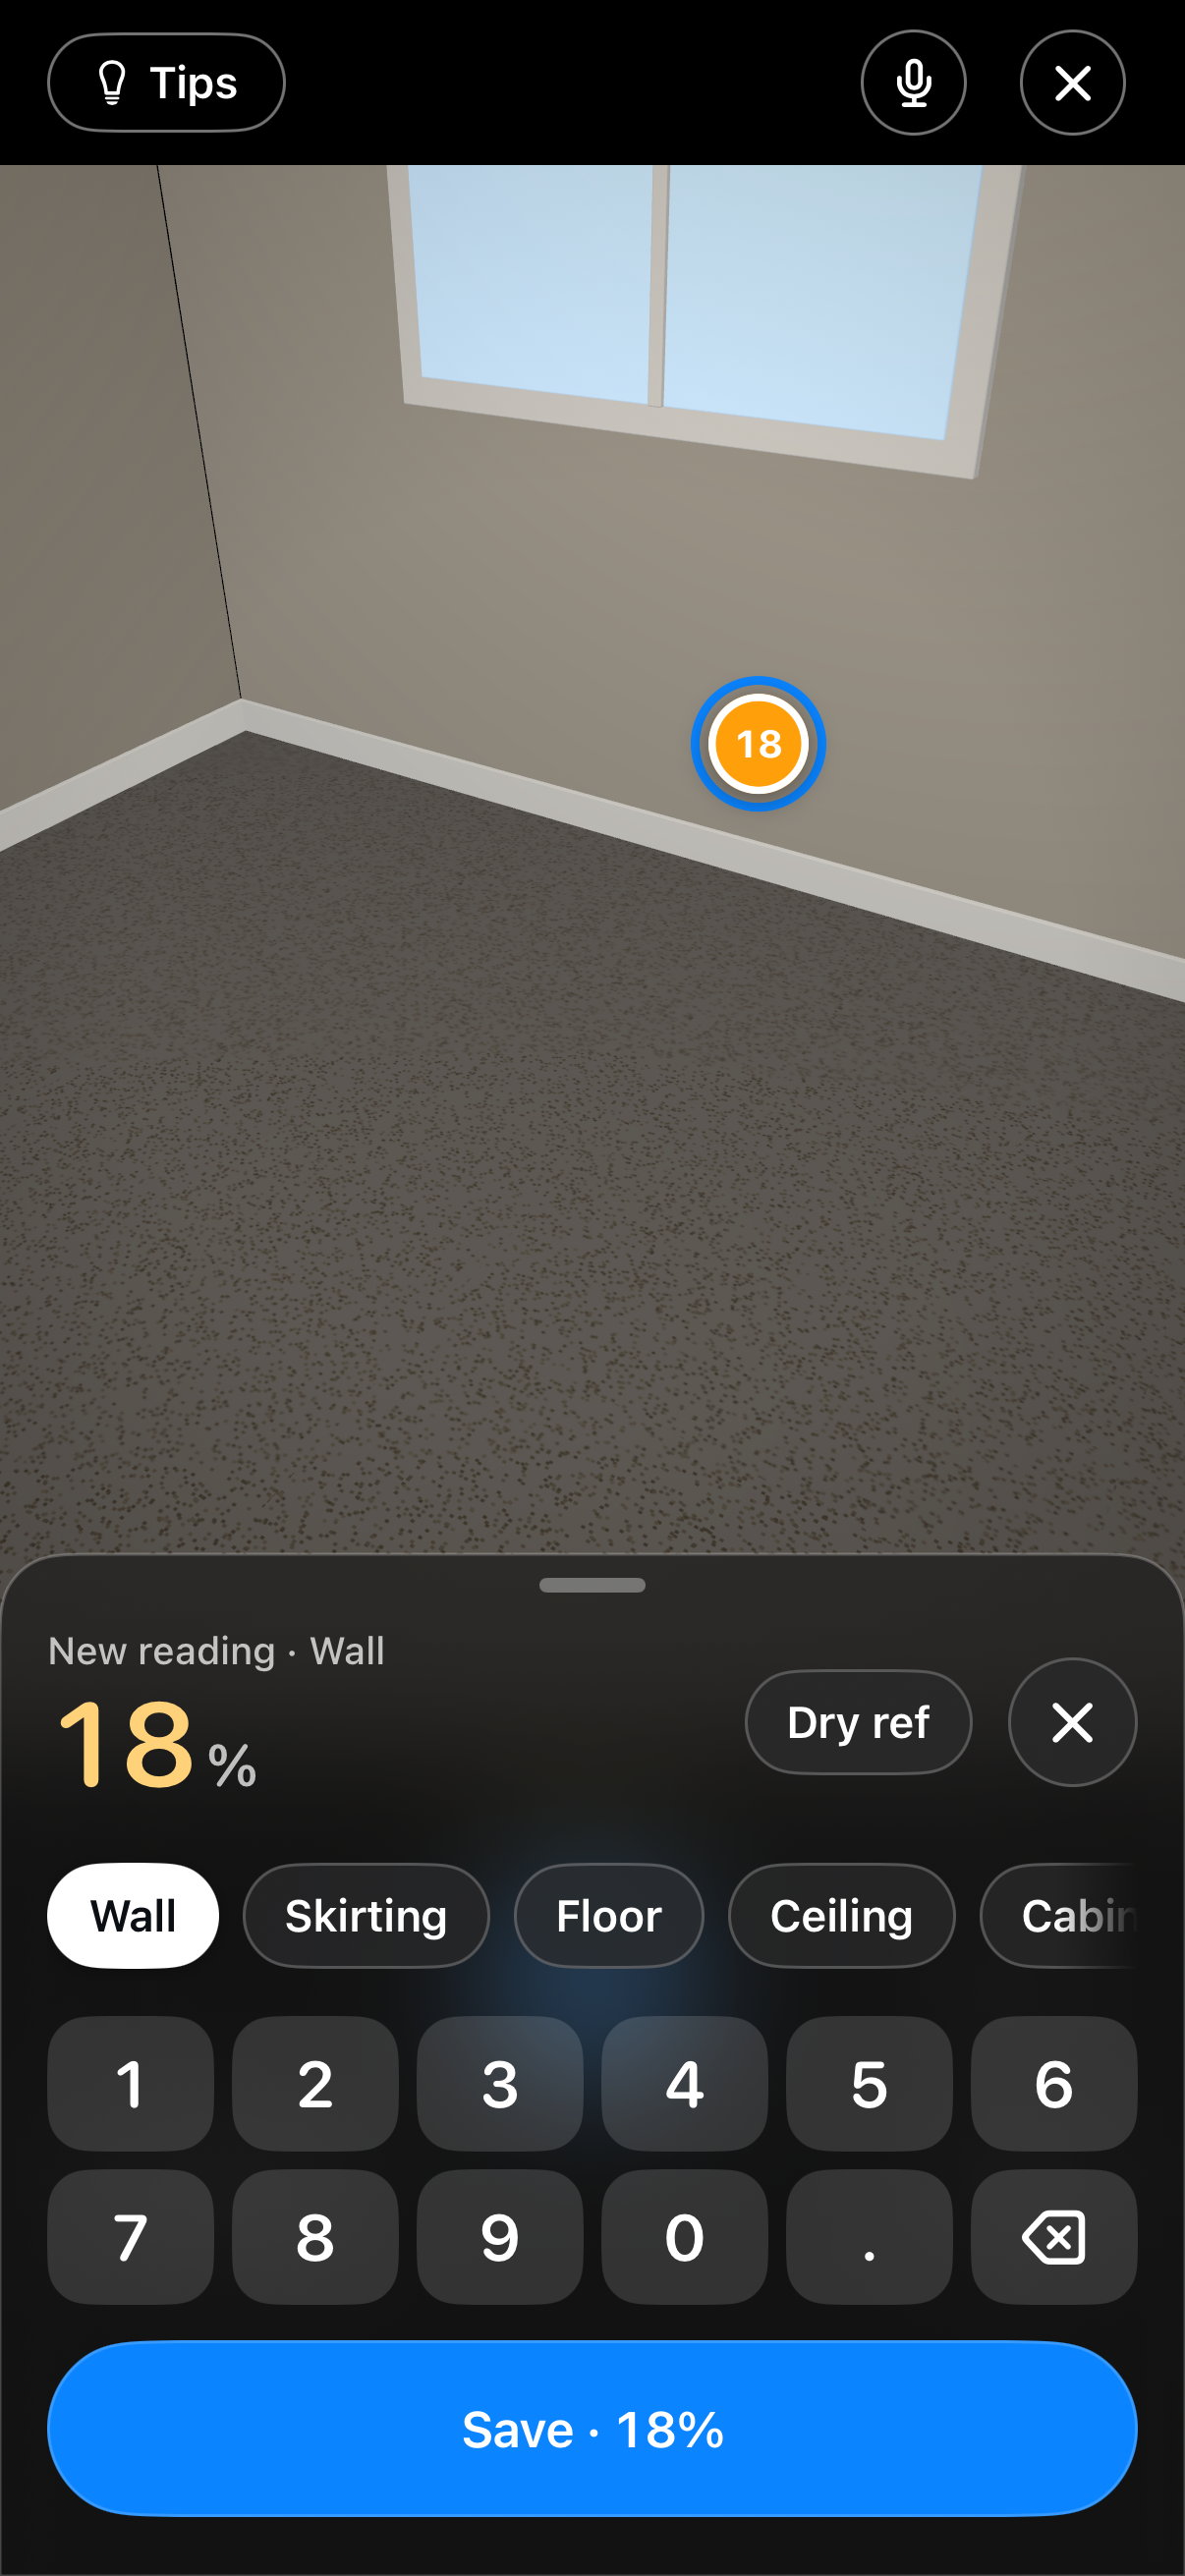 Tips
18
New reading · Wall
18 %
Dry ref
Wall
Skirting
Floor
Ceiling
Cabin
1
2
3
4
5
6
7
8
9
0
.
Save · 18%